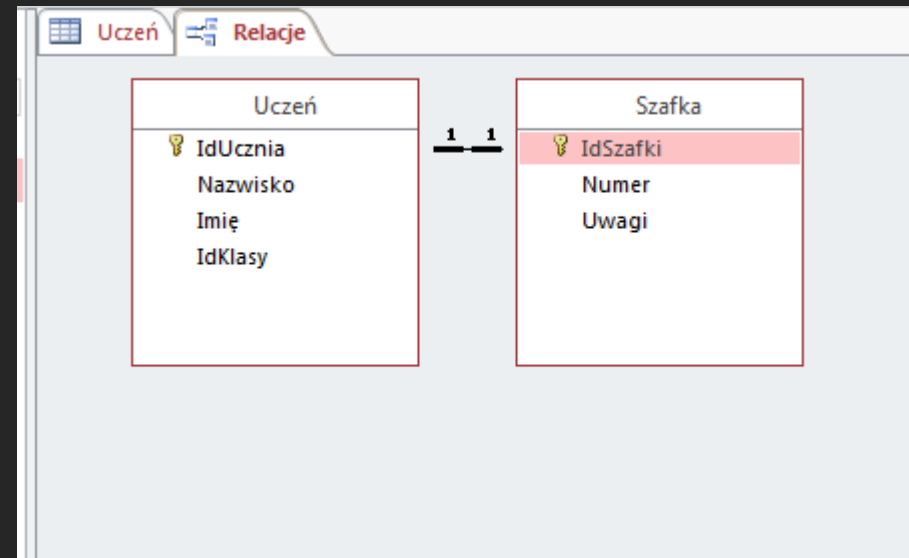 Uczeń Relacje
Uczeń
IdUcznia
Nazwisko
Imię
IdKlasy
1 1
Szafka
IdSzafki
Numer
Uwagi